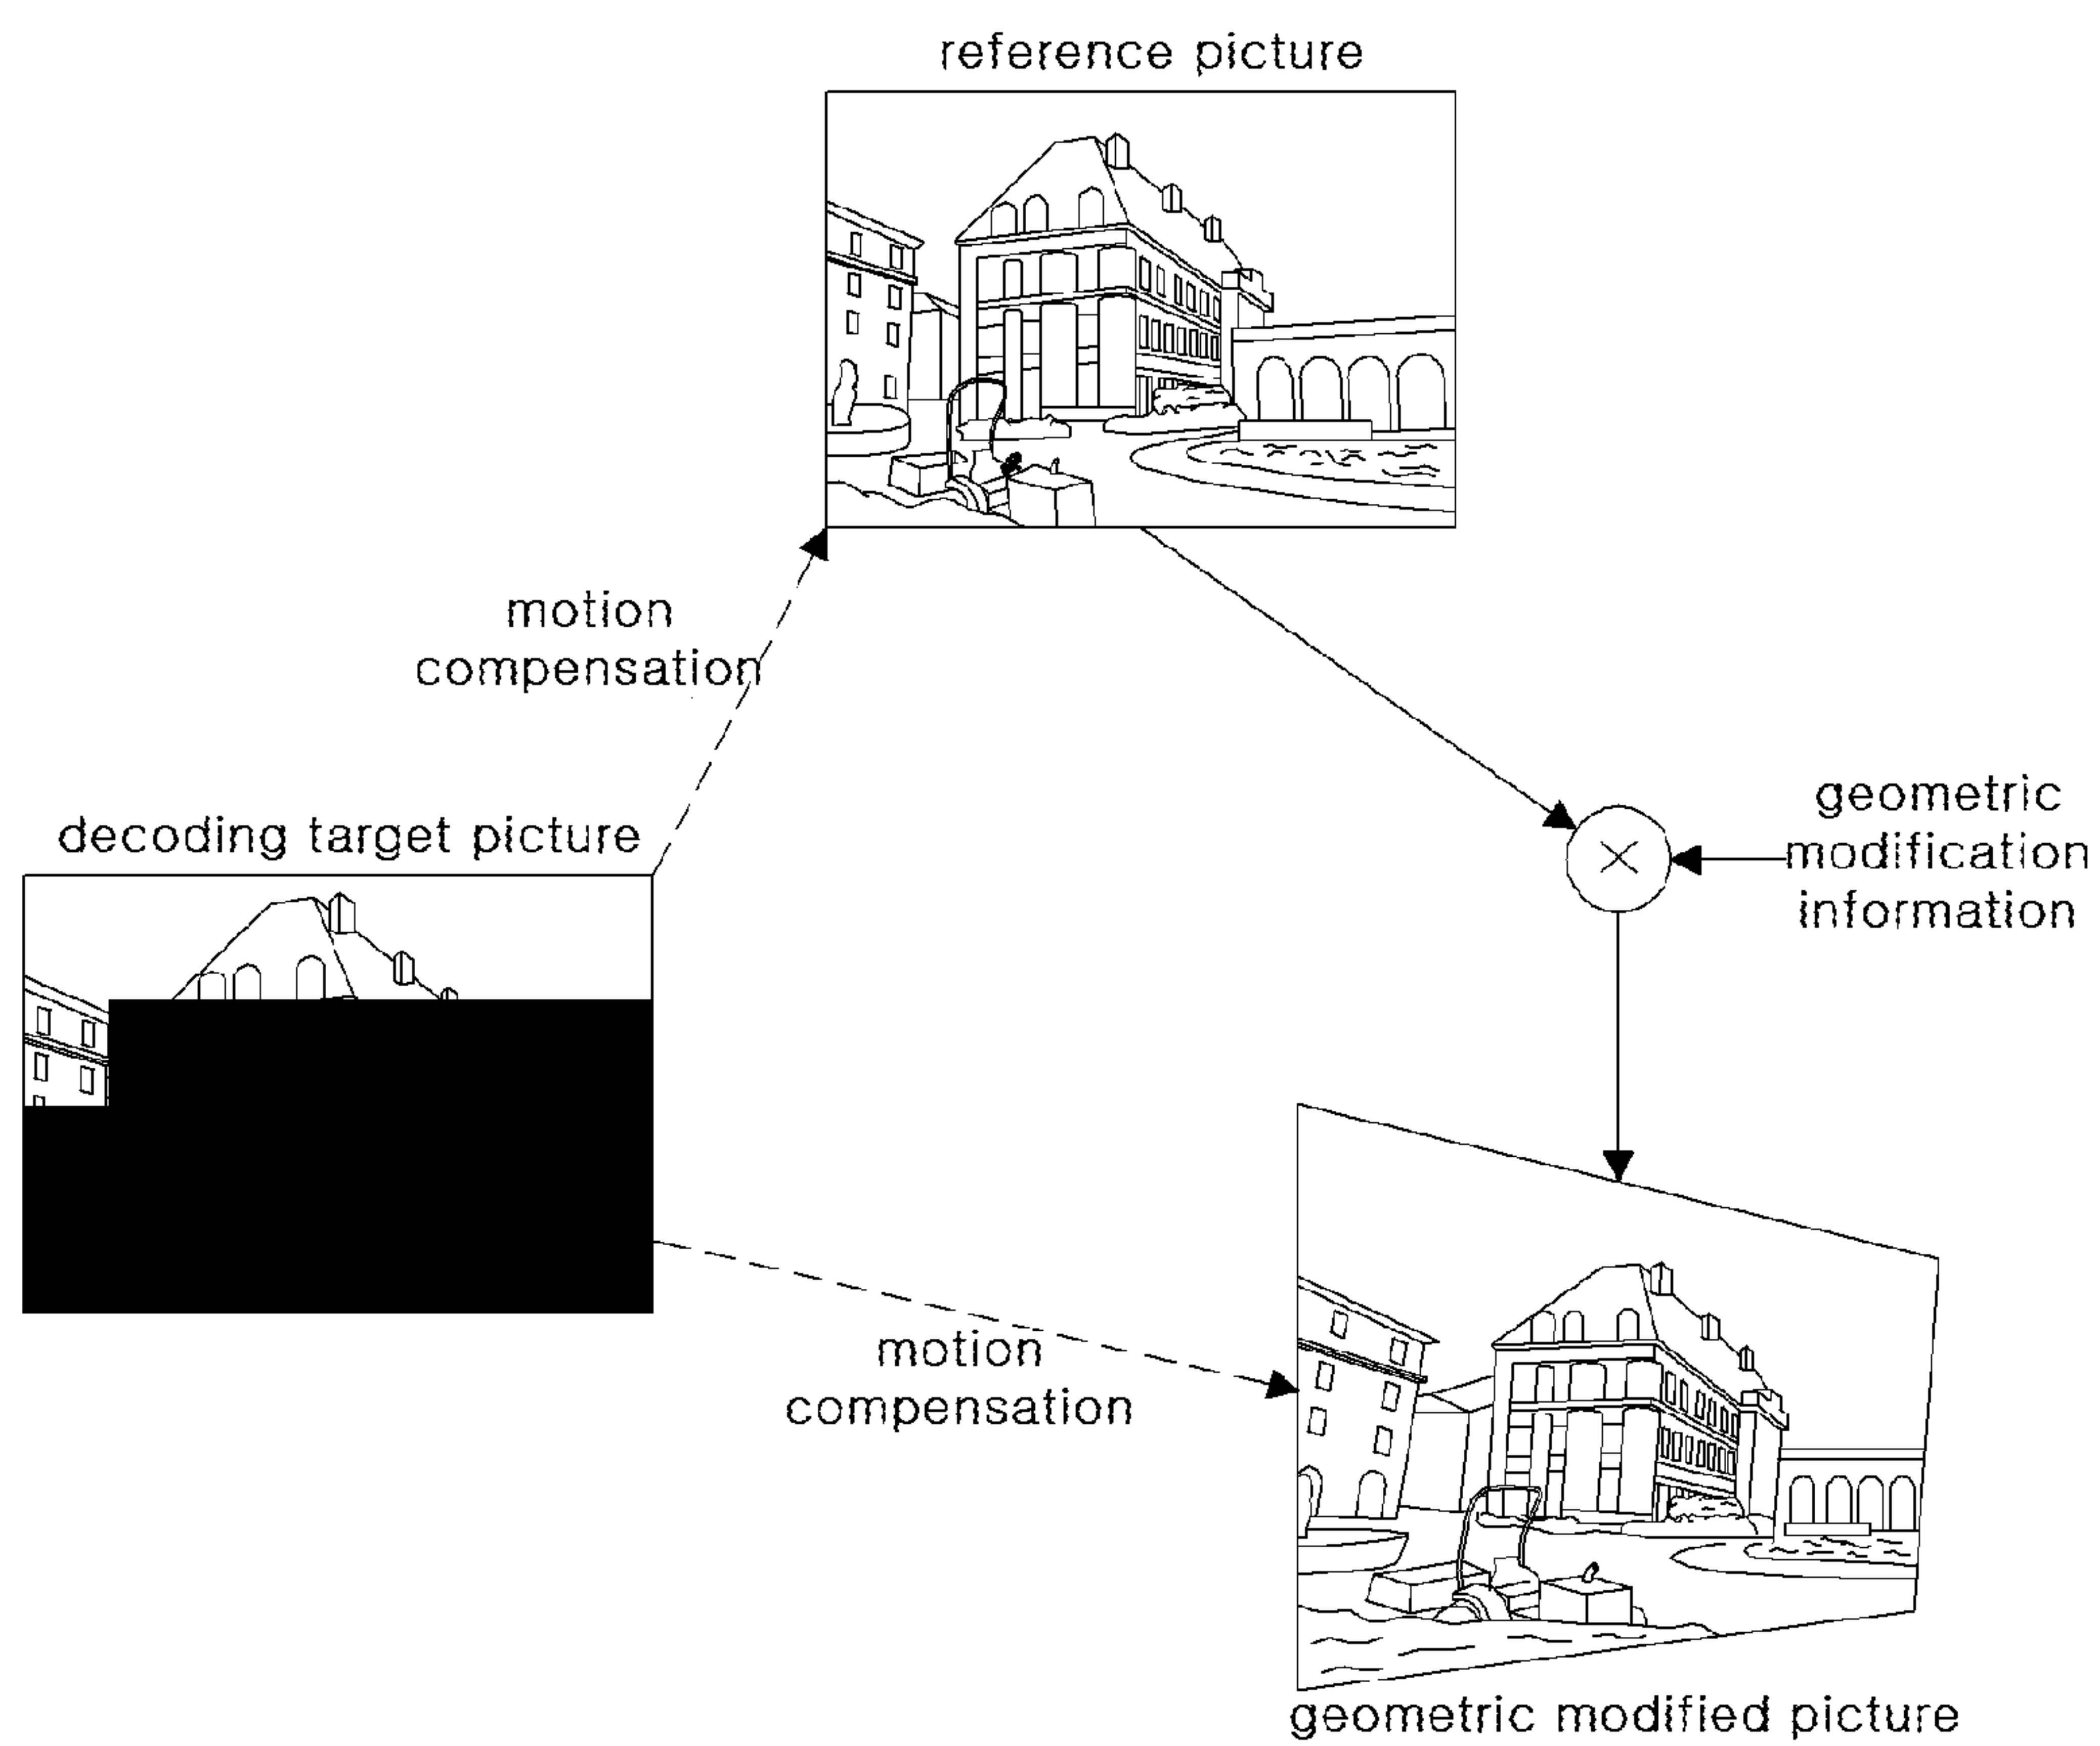 reference picture
motion
compensation
decoding target picture
geometric
modification
information
motion
compensation
geometric modified picture